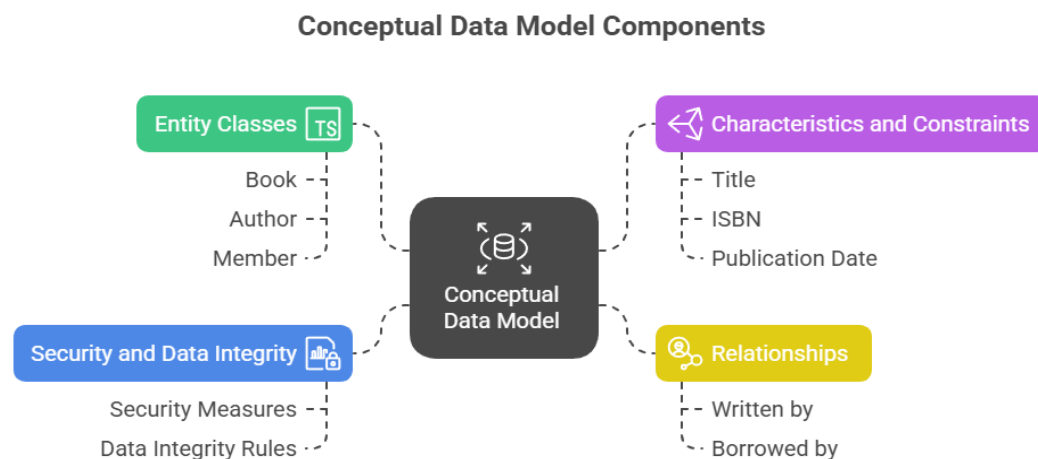 Conceptual Data Model Components
Entity Classes
TS
Book
Author
Member
Characteristics and Constraints
Title
ISBN
Publication Date
Conceptual
Data Model
Security and Data Integrity
Security Measures
Data Integrity Rules
Relationships
Written by
Borrowed by